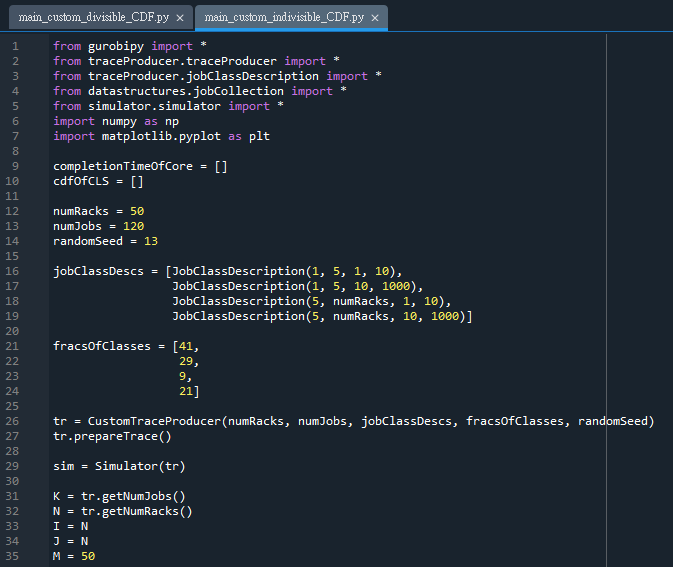 main_custom_divisible_CDF.py × main_custom_indivisible_CDF.py ×
1 from gurobipy import *
2 from traceProducer.traceProducer import *
3 from traceProducer.jobClassDescription import *
4 from datastructures.jobCollection import *
5 from simulator.simulator import *
6 import numpy as np
7 import matplotlib.pyplot as plt
8
9 completionTimeOfCore = []
10 cdfOfCLS = []
11
12 numRacks = 50
13 numJobs = 120
14 randomSeed = 13
15
16 jobClassDescs = [JobClassDescription(1, 5, 1, 10),
17 JobClassDescription(1, 5, 10, 1000),
18 JobClassDescription(5, numRacks, 1, 10),
19 JobClassDescription(5, numRacks, 10, 1000)]
20
21 fracsOfClasses = [41,
22 29,
23 9,
24 21]
25
26 tr = CustomTraceProducer(numRacks, numJobs, jobClassDescs, fracsOfClasses, randomSeed)
27 tr.prepareTrace()
28
29 sim = Simulator(tr)
30
31 K = tr.getNumJobs()
32 N = tr.getNumRacks()
33 I = N
34 J = N
35 M = 50